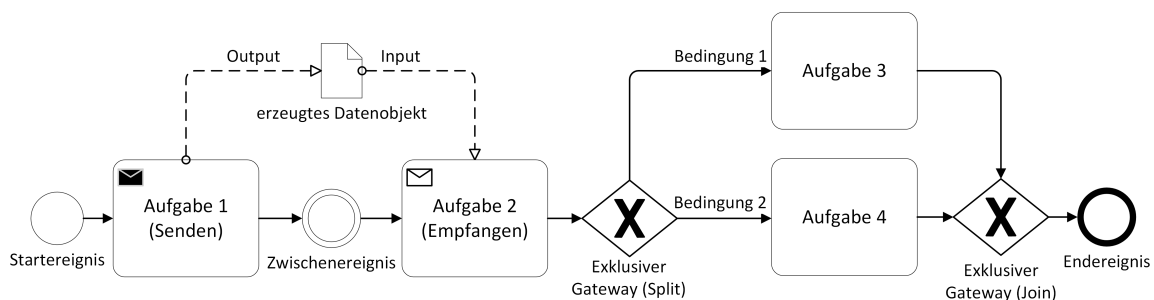 Output
Input
erzeugtes Datenobjekt
Startereignis
Aufgabe 1
(Senden)
Zwischenereignis
Aufgabe 2
(Empfangen)
X
Exklusiver
Gateway (Split)
Bedingung 1
Aufgabe 3
Bedingung 2
Aufgabe 4
X
Exklusiver
Gateway (Join)
Endereignis